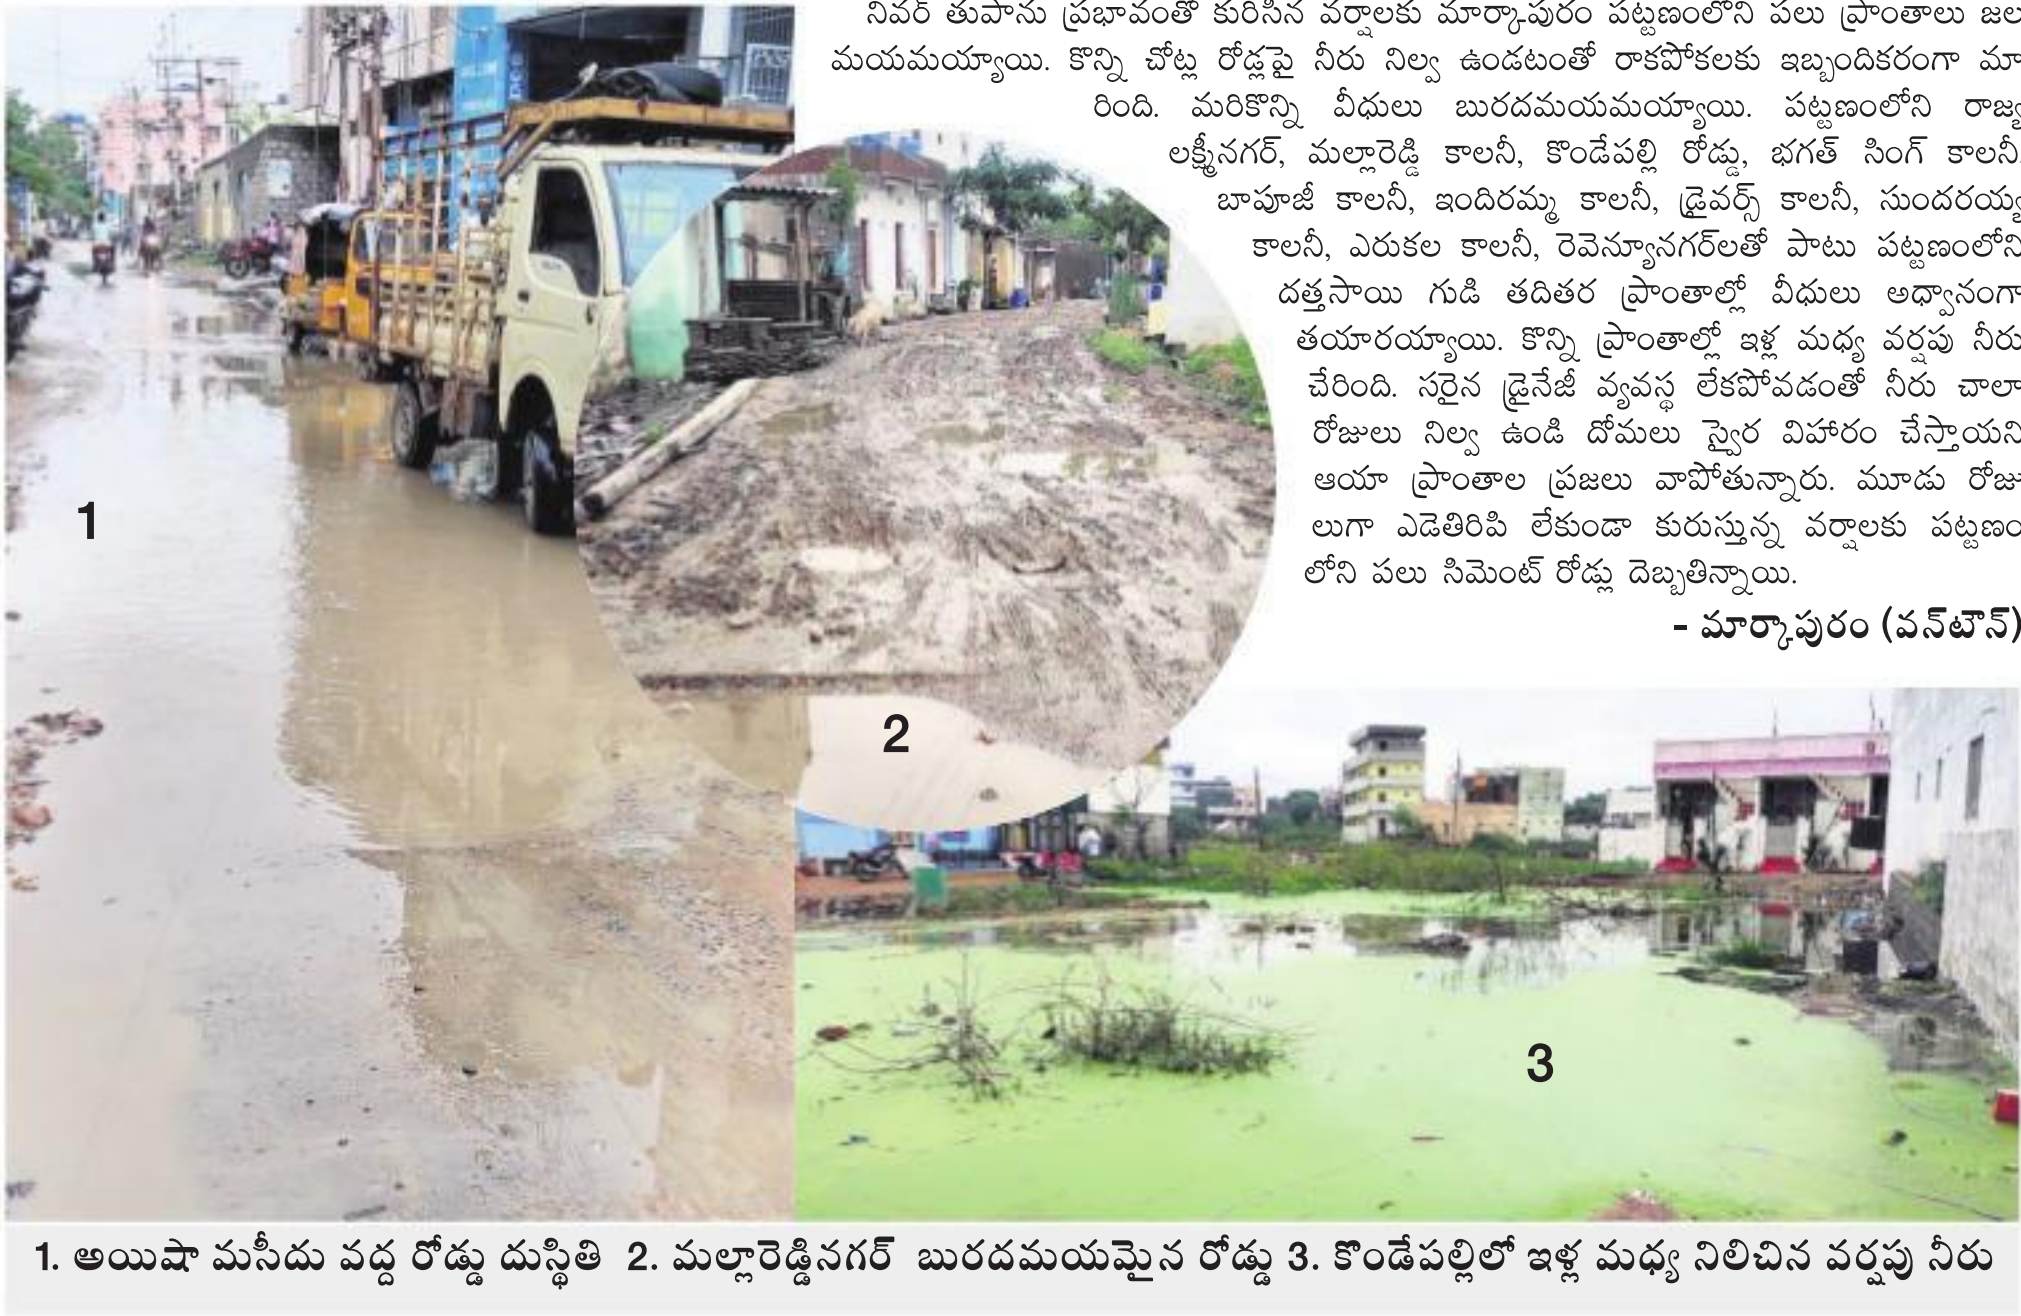 నివర్ తుపాను ప్రభావంతో కురిసిన వర్షాలకు మార్కాపురం పట్టణంలోని పలు ప్రాంతాలు జల
మయమయ్యాయి. కొన్ని చోట్ల రోడ్లపై నీరు నిల్వ ఉండటంతో రాకపోకలకు ఇబ్బందికరంగా మా
రింది. మరికొన్ని వీధులు బురదమయమయ్యాయి. పట్టణంలోని రాజ్య
లక్ష్మీనగర్, మల్లారెడ్డి కాలనీ, కొండేపల్లి రోడ్డు, భగత్ సింగ్ కాలనీ,
బాపూజీ కాలనీ, ఇందిరమ్మ కాలనీ, డ్రైవర్స్ కాలనీ, సుందరయ్య
కాలనీ, ఎరుకల కాలనీ, రెవెన్యూనగర్‌లతో పాటు పట్టణంలోని
దత్తసాయి గుడి తదితర ప్రాంతాల్లో వీధులు అధ్వానంగా
తయారయ్యాయి. కొన్ని ప్రాంతాల్లో ఇళ్ల మధ్య వర్షపు నీరు
చేరింది. సరైన డ్రైనేజీ వ్యవస్థ లేకపోవడంతో నీరు చాలా
రోజులు నిల్వ ఉండి దోమలు స్వైర విహారం చేస్తాయని
ఆయా ప్రాంతాల ప్రజలు వాపోతున్నారు. మూడు రోజు
లుగా ఎడెతిరిపి లేకుండా కురుస్తున్న వర్షాలకు పట్టణం
లోని పలు సిమెంట్ రోడ్లు దెబ్బతిన్నాయి.
- మార్కాపురం (వన్‌టౌన్)
1
2
3
1. అయిషా మసీదు వద్ద రోడ్డు దుస్థితి 2. మల్లారెడ్డినగర్ బురదమయమైన రోడ్డు 3. కొండేపల్లిలో ఇళ్ల మధ్య నిలిచిన వర్షపు నీరు